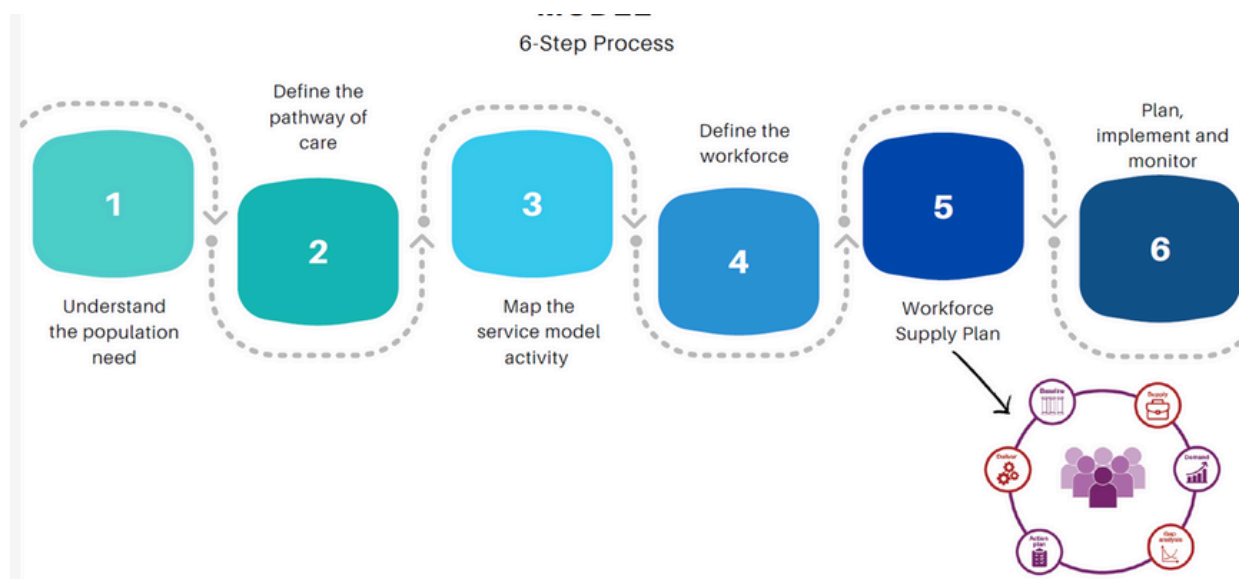 6-Step Process
1
Understand
the population
need
Define the
pathway of
care
2
3
Map the
service model
activity
Define the
workforce
4
5
Workforce
Supply Plan
Plan,
implement and
monitor
6
Baseline
Supply
Demand
Gap
analysis
Action
plan
Deliver